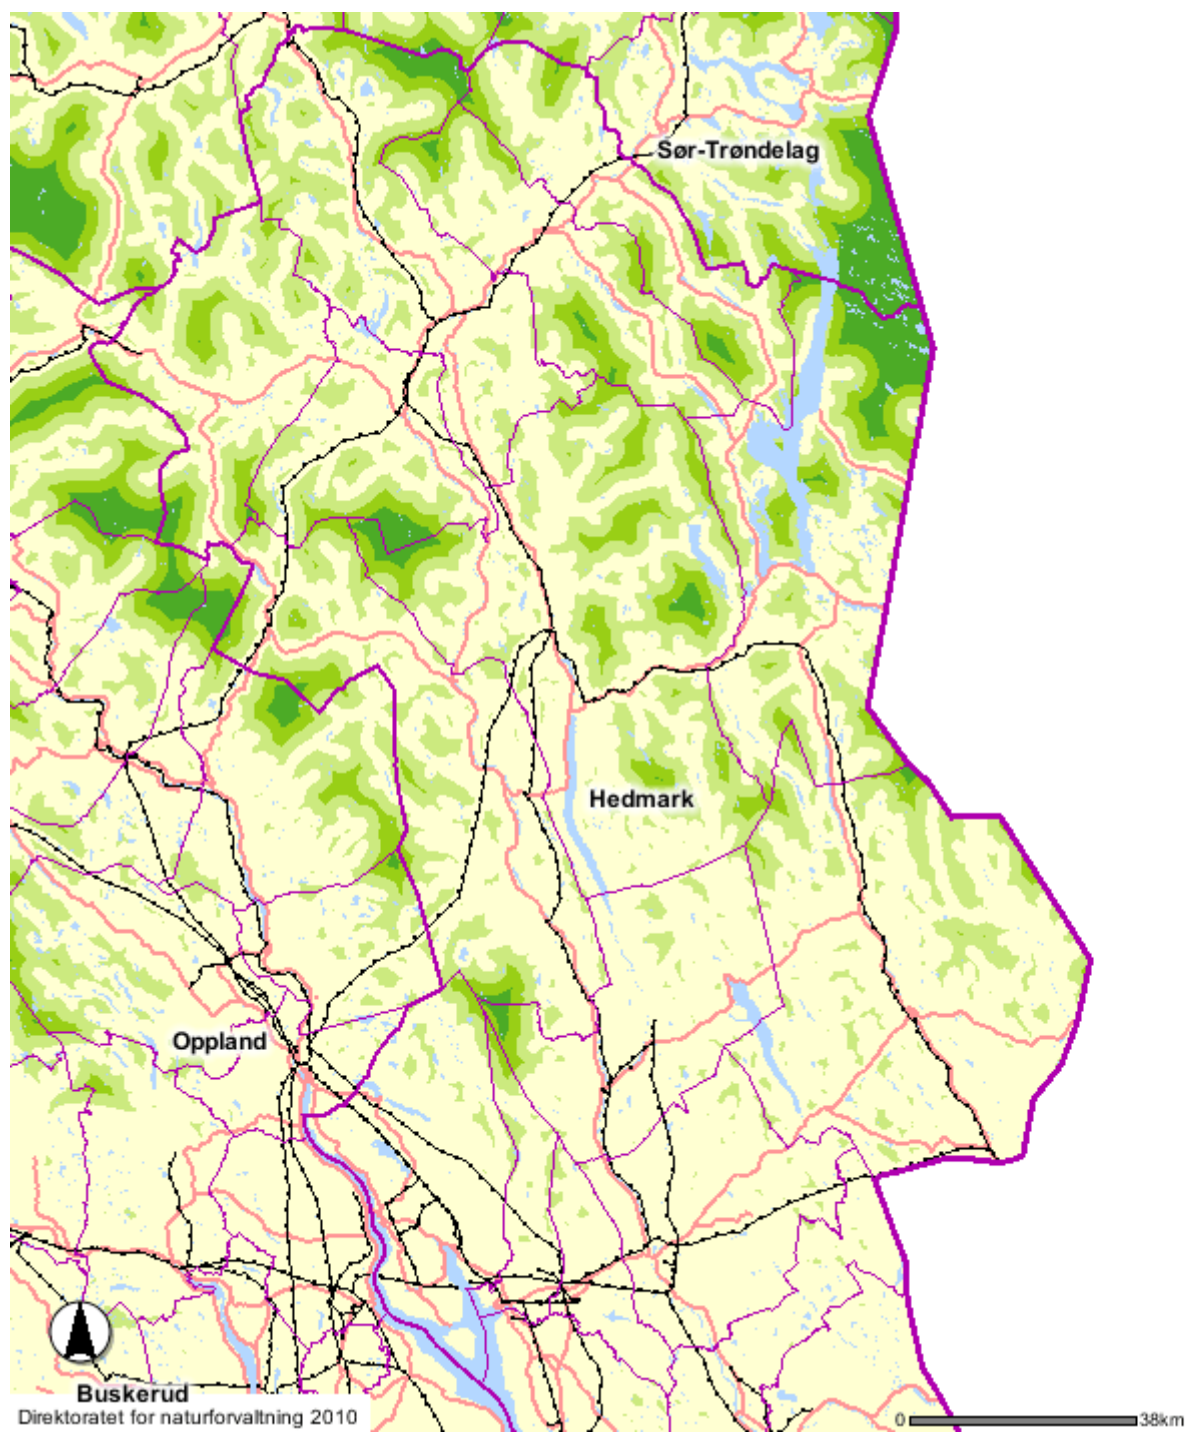 Sør-Trøndelag
Hedmark
Oppland
Buskerud
Direktoratet for naturforvaltning 2010
0 38km